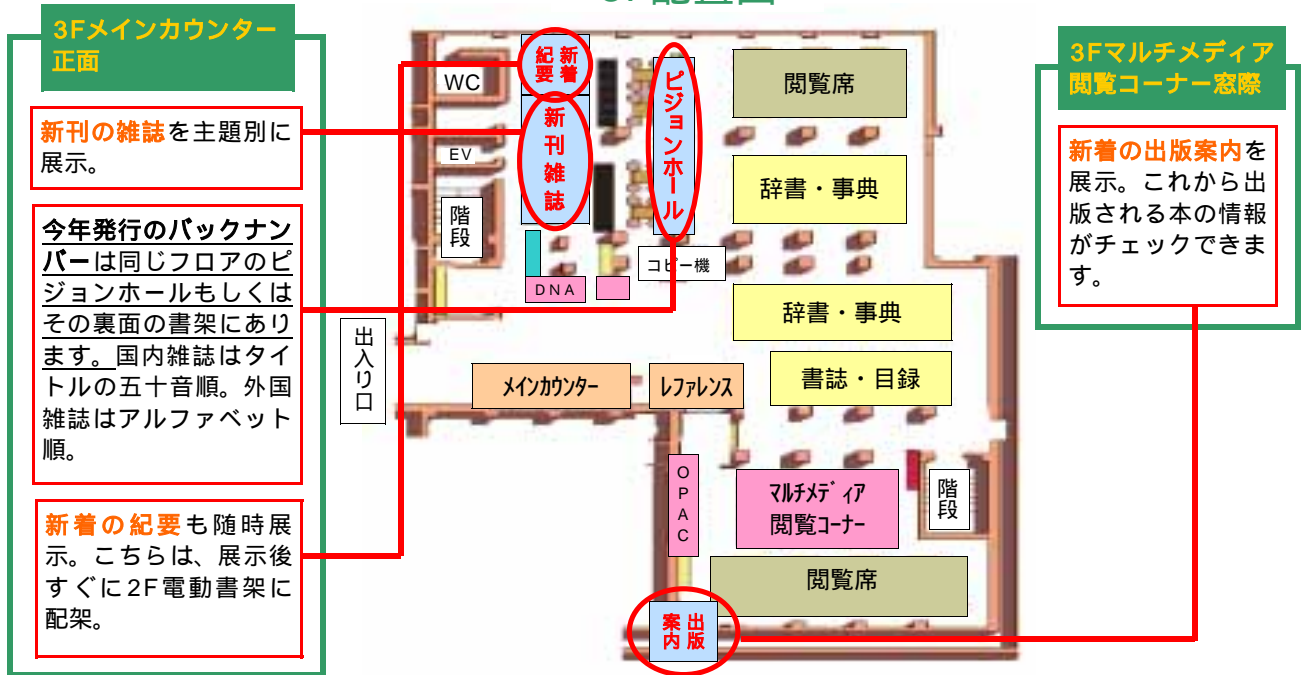 3F配置図
3Fメインカウンター
正面
新刊の雑誌を主題別に
展示。
今年発行のバックナン
バーは同じフロアのピ
ジョンホールもしくは
その裏面の書架にあり
ます。国内雑誌はタイ
トルの五十音順。外国
雑誌はアルファベット
順。
新着の紀要も随時展
示。こちらは、展示後
すぐに2F電動書架に
配架。
WC
EV
階段
新着
紀要
新刊雑誌
ピジョンホール
DNA
コピー機
出入り口
メインカウンター
レファレンス
閲覧席
辞書・事典
辞書・事典
書誌・目録
OPAC
マルチメディア
閲覧コーナー
階段
閲覧席
出版
案内
3Fマルチメディア
閲覧コーナー窓際
新着の出版案内を
展示。これから出
版される本の情報
がチェックできま
す。